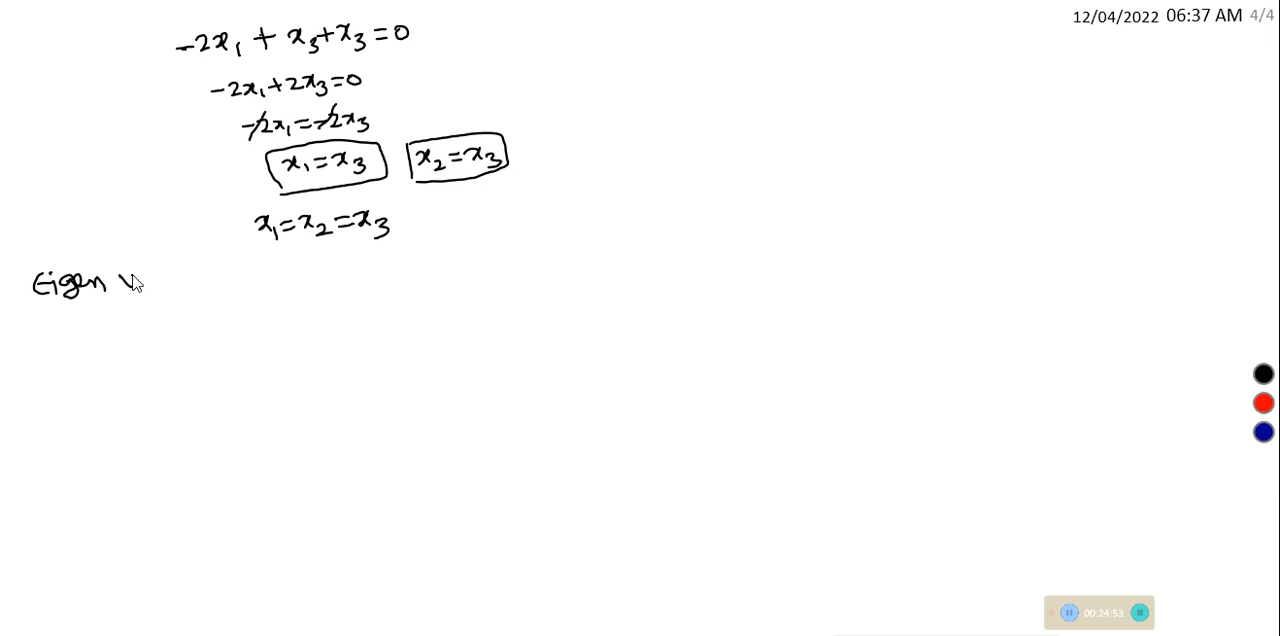 12/04/2022 06:37 AM 4/4
-2x₁ + x₃+x₃=0
-2x₁+2x₃=0
-2x₁=-2x₃
x₁=x₃ x₂=x₃
x₁=x₂=x₃
Eigen v
00:24:53